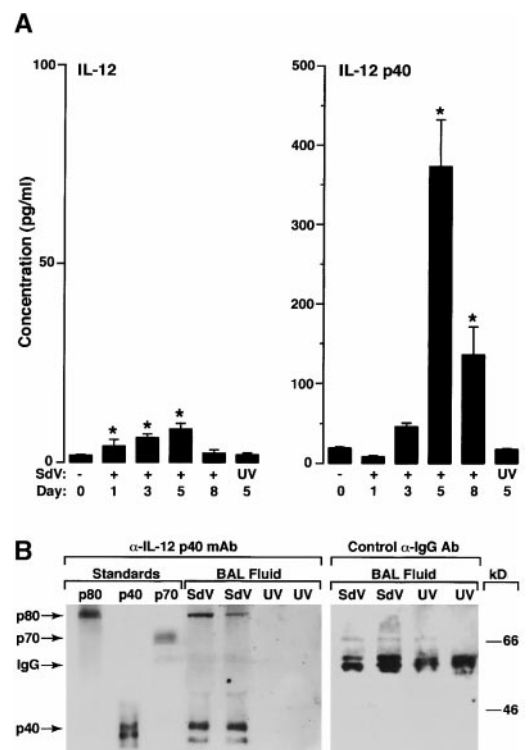 A
IL-12
IL-12 p40
Concentration (pg/ml)
100
50
0
500
400
300
200
100
0
* * *
* *
SdV: - + + + + UV
Day: 0 1 3 5 8 5
- + + + + UV
0 1 3 5 8 5
B
α-IL-12 p40 mAb
Control α-IgG Ab
Standards
BAL Fluid
BAL Fluid
kD
p80 p40 p70 SdV SdV UV UV
SdV SdV UV UV
p80
p70
IgG
p40
66
46